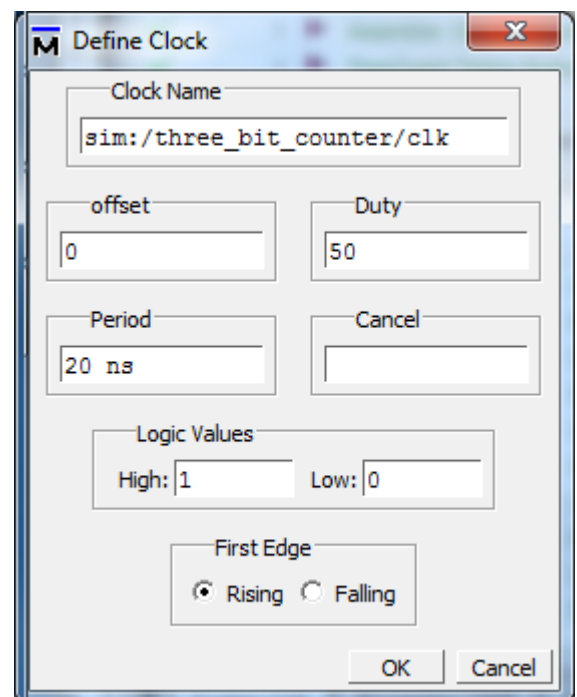 Define Clock
Clock Name
sim:/three_bit_counter/clk
offset Duty
0 50
Period Cancel
20 ns
Logic Values
High: 1 Low: 0
First Edge
Rising Falling
OK Cancel